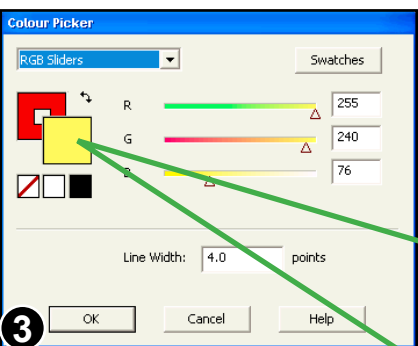 Colour Picker
RGB Sliders
Swatches
R 255
G 240
B 76
Line Width: 4.0 points
OK Cancel Help
3